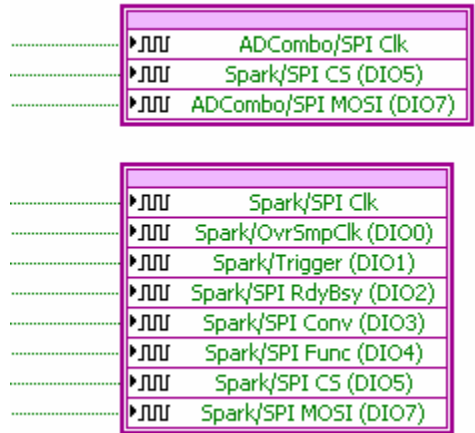 ADCombo/SPI Clk
Spark/SPI CS (DIO5)
ADCombo/SPI MOSI (DIO7)
Spark/SPI Clk
Spark/OvrSmpClk (DIO0)
Spark/Trigger (DIO1)
Spark/SPI RdyBsy (DIO2)
Spark/SPI Conv (DIO3)
Spark/SPI Func (DIO4)
Spark/SPI CS (DIO5)
Spark/SPI MOSI (DIO7)